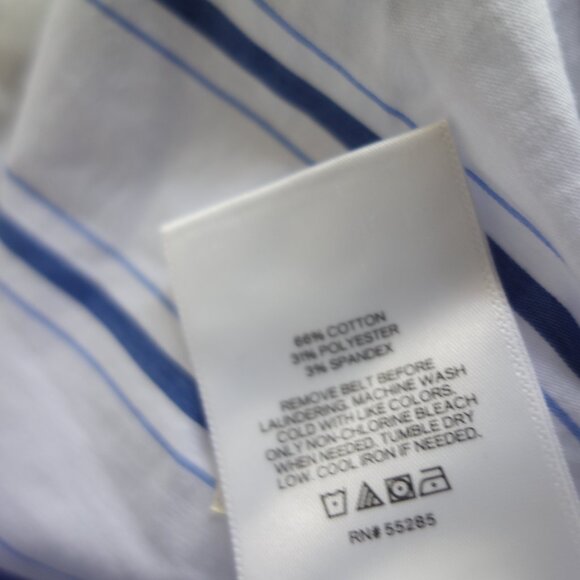 66% COTTON
31% POLYESTER
3% SPANDEX
REMOVE BELT BEFORE
LAUNDERING. MACHINE WASH
COLD WITH LIKE COLORS.
ONLY NON-CHLORINE BLEACH
WHEN NEEDED. TUMBLE DRY
LOW. COOL IRON IF NEEDED.
RN# 55285